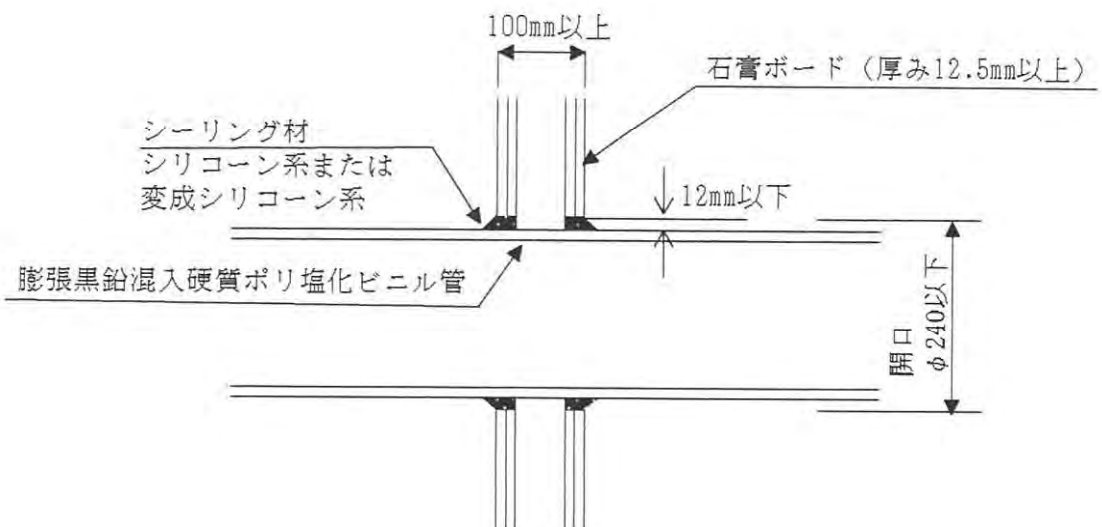 100mm以上
石膏ボード（厚み12.5mm以上）
シーリング材
シリコーン系または
変成シリコーン系
12mm以下
膨張黒鉛混入硬質ポリ塩化ビニル管
開口
φ240以下